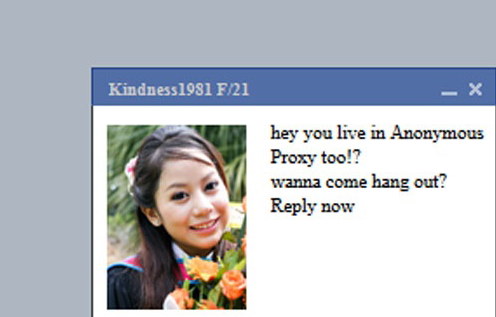 Kindness1981 F/21
hey you live in Anonymous
Proxy too!?
wanna come hang out?
Reply now